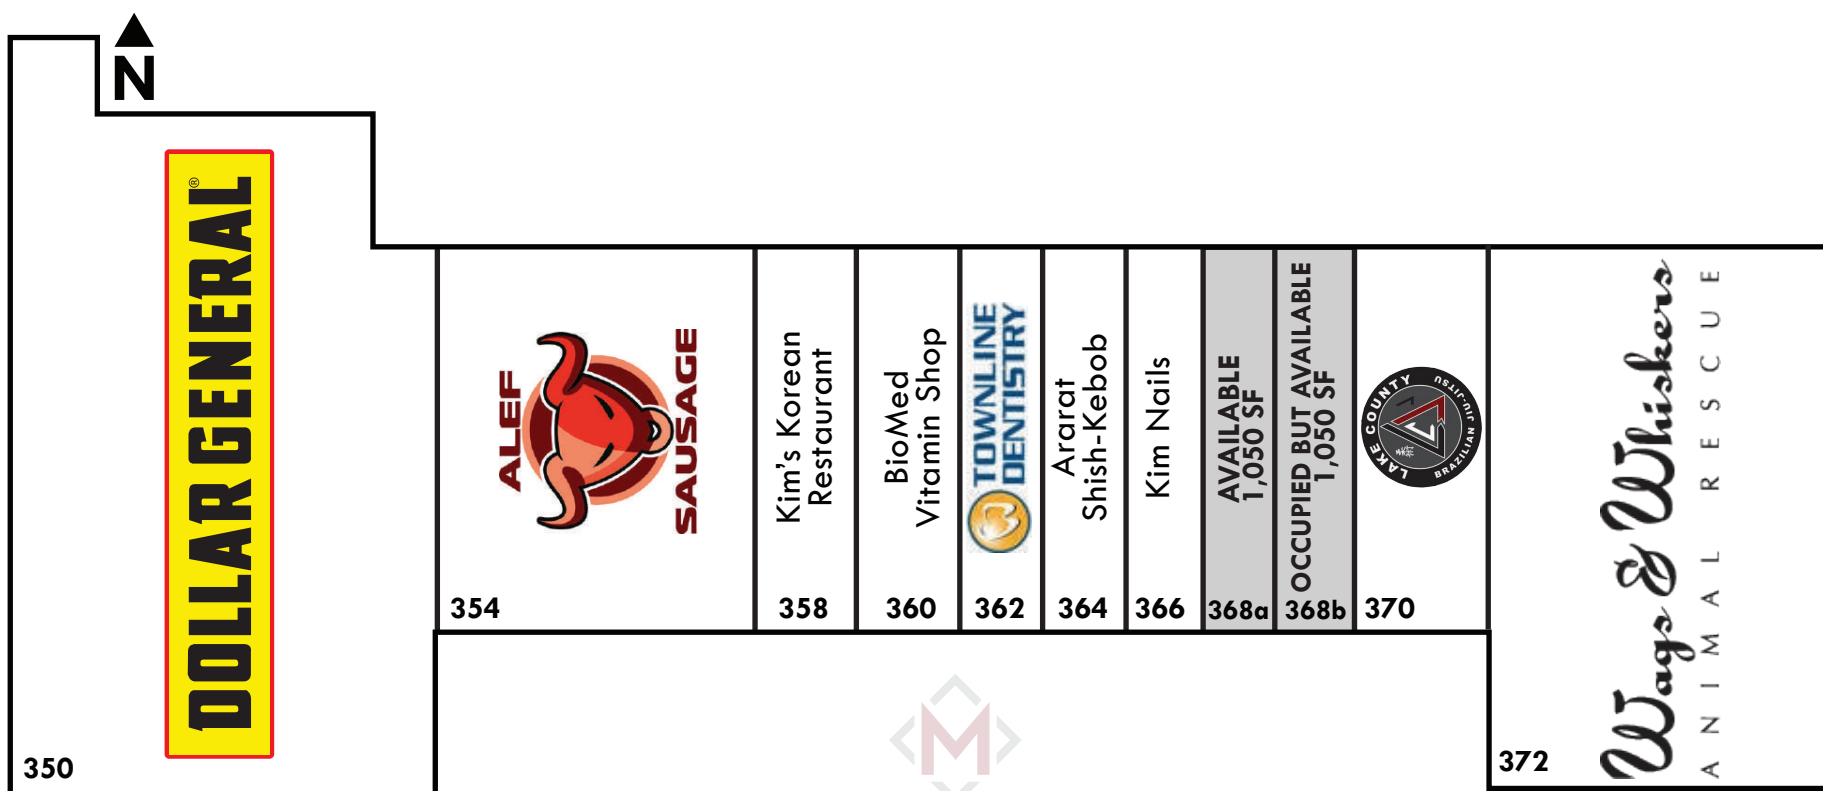 N
DOLLAR GENERAL®
350
ALEF
SAUSAGE
354
Kim's Korean
Restaurant
358
BioMed
Vitamin Shop
360
TOWNLINE
DENTISTRY
362
Ararat
Shish-Kebob
364
Kim Nails
366
AVAILABLE
1,050 SF
368a
OCCUPIED BUT AVAILABLE
1,050 SF
368b
LAKE COUNTY
BRAZILIAN JIU-JITSU
370
Wags & Whiskers
ANIMAL RESCUE
372
M